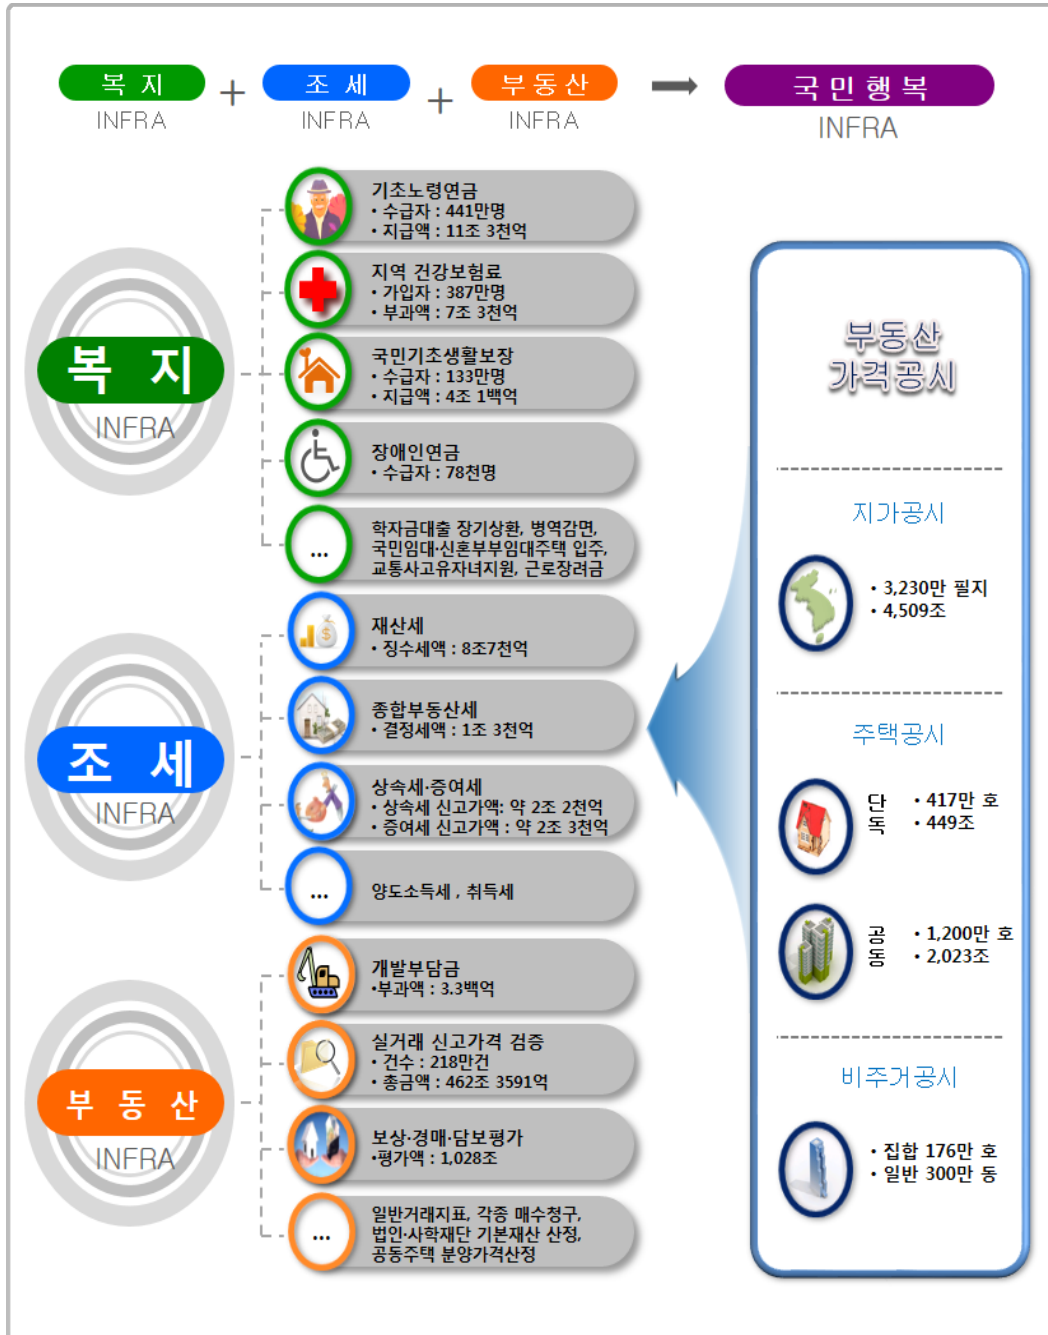 복 지 + 조 세 + 부 동 산 → 국 민 행 복
INFRA INFRA INFRA INFRA
복 지
INFRA
기초노령연금
• 수급자 : 441만명
• 지급액 : 11조 3천억
지역 건강보험료
• 가입자 : 387만명
• 부과액 : 7조 3천억
국민기초생활보장
• 수급자 : 133만명
• 지급액 : 4조 1백억
장애인연금
• 수급자 : 78천명
...
학자금대출 장기상환, 병역감면,
국민임대·신혼부부임대주택 입주,
교통사고유자녀지원, 근로장려금
조 세
INFRA
재산세
• 징수세액 : 8조7천억
종합부동산세
• 결정세액 : 1조 3천억
상속세·증여세
• 상속세 신고가액: 약 2조 2천억
• 증여세 신고가액 : 약 2조 3천억
...
양도소득세 , 취득세
부 동 산
INFRA
개발부담금
•부과액 : 3.3백억
실거래 신고가격 검증
• 건수 : 218만건
• 총금액 : 462조 3591억
보상·경매·담보평가
•평가액 : 1,028조
...
일반거래지표, 각종 매수청구,
법인·사학재단 기본재산 산정,
공동주택 분양가격산정
부동산
가격공시
지가공시
• 3,230만 필지
• 4,509조
주택공시
단독
• 417만 호
• 449조
공동
• 1,200만 호
• 2,023조
비주거공시
• 집합 176만 호
• 일반 300만 동